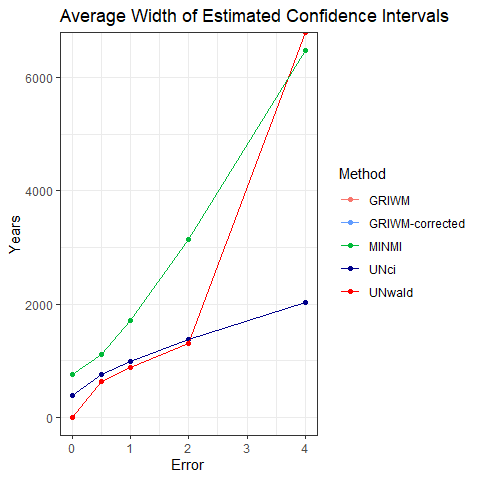 Average Width of Estimated Confidence Intervals
6000
4000
2000
0
Years
0
1
2
3
4
Error
Method
GRIWM
GRIWM-corrected
MINMI
UNci
UNwald